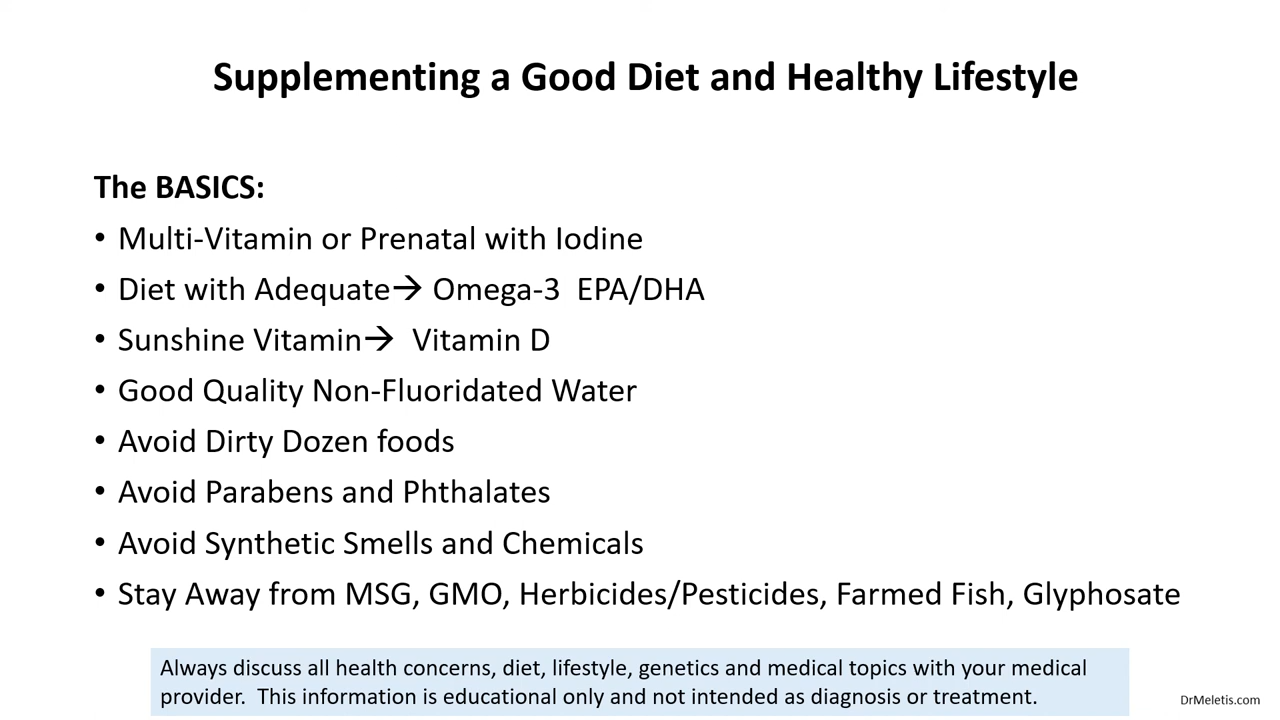 Supplementing a Good Diet and Healthy Lifestyle
The BASICS:
• Multi-Vitamin or Prenatal with Iodine
• Diet with Adequate→ Omega-3  EPA/DHA
• Sunshine Vitamin→  Vitamin D
• Good Quality Non-Fluoridated Water
• Avoid Dirty Dozen foods
• Avoid Parabens and Phthalates
• Avoid Synthetic Smells and Chemicals
• Stay Away from MSG, GMO, Herbicides/Pesticides, Farmed Fish, Glyphosate
Always discuss all health concerns, diet, lifestyle, genetics and medical topics with your medical
provider.  This information is educational only and not intended as diagnosis or treatment.
DrMeletis.com